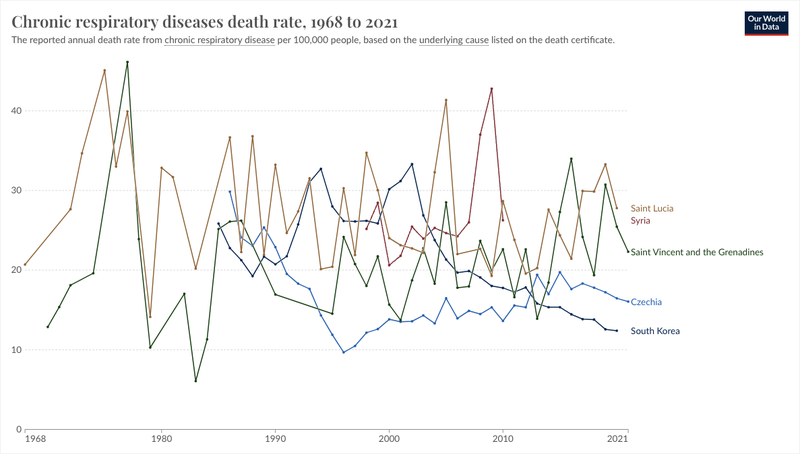 Chronic respiratory diseases death rate, 1968 to 2021
The reported annual death rate from chronic respiratory disease per 100,000 people, based on the underlying cause listed on the death certificate.
Our World
in Data
40
30
20
10
0
Saint Lucia
Syria
Saint Vincent and the Grenadines
Czechia
South Korea
1968
1980
1990
2000
2010
2021